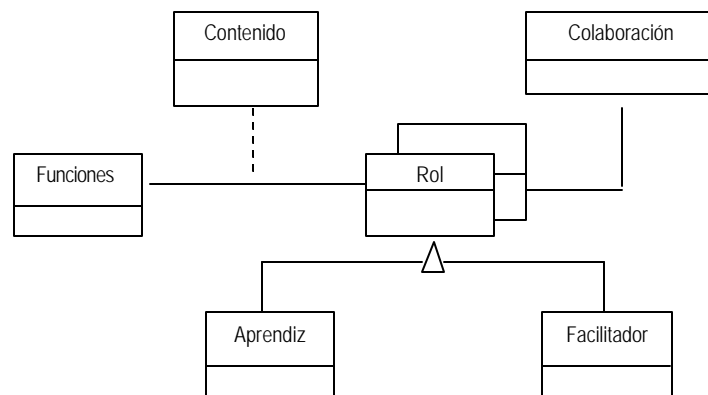 Contenido
Colaboración
Funciones
Rol
Aprendiz
Facilitador